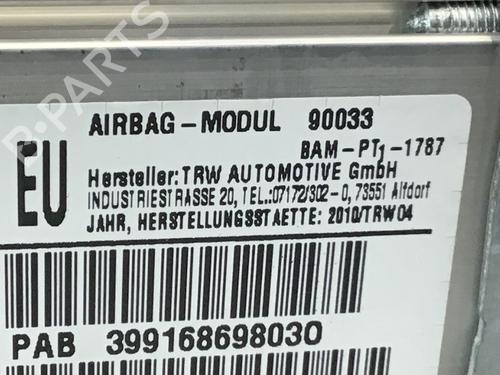 B-PARTS
AIRBAG-MODUL 90033
BAM-PT1-1787
EU
Hersteller: TRW AUTOMOTIVE GmbH
INDUSTRIESTRASSE 20, TEL.:07172/302-0, 73551 Alfdorf
JAHR, HERSTELLUNGSSTAETTE: 2010/TRW04
PAB 399168698030